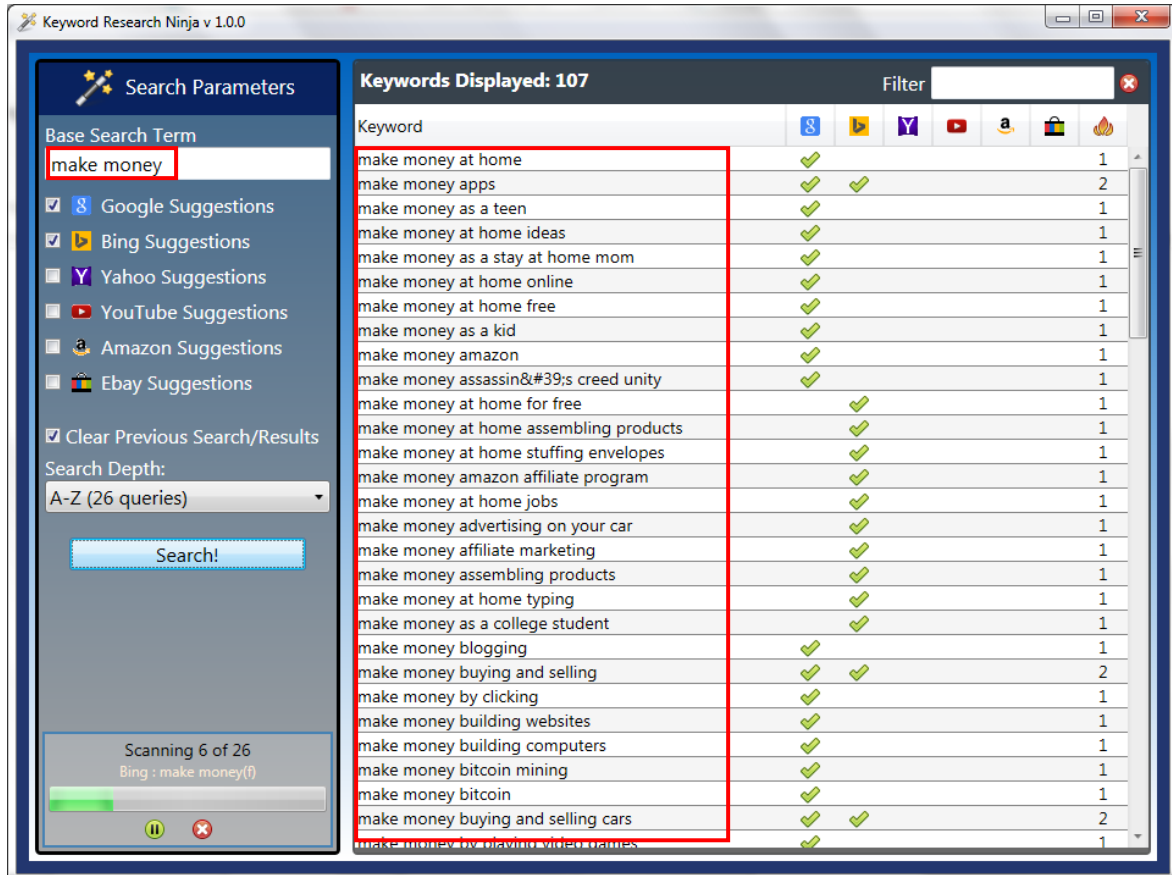 Keyword Research Ninja v 1.0.0
Search Parameters
Base Search Term
make money
Google Suggestions
Bing Suggestions
Yahoo Suggestions
YouTube Suggestions
Amazon Suggestions
Ebay Suggestions
Clear Previous Search/Results
Search Depth:
A-Z (26 queries)
Search!
Scanning 6 of 26
Bing : make money(f)
Keywords Displayed: 107 Filter
Keyword
make money at home 1
make money apps 2
make money as a teen 1
make money at home ideas 1
make money as a stay at home mom 1
make money at home online 1
make money at home free 1
make money as a kid 1
make money amazon 1
make money assassin&#39;s creed unity 1
make money at home for free 1
make money at home assembling products 1
make money at home stuffing envelopes 1
make money amazon affiliate program 1
make money at home jobs 1
make money advertising on your car 1
make money affiliate marketing 1
make money assembling products 1
make money at home typing 1
make money as a college student 1
make money blogging 1
make money buying and selling 2
make money by clicking 1
make money building websites 1
make money building computers 1
make money bitcoin mining 1
make money bitcoin 1
make money buying and selling cars 2
make money by playing video games 1